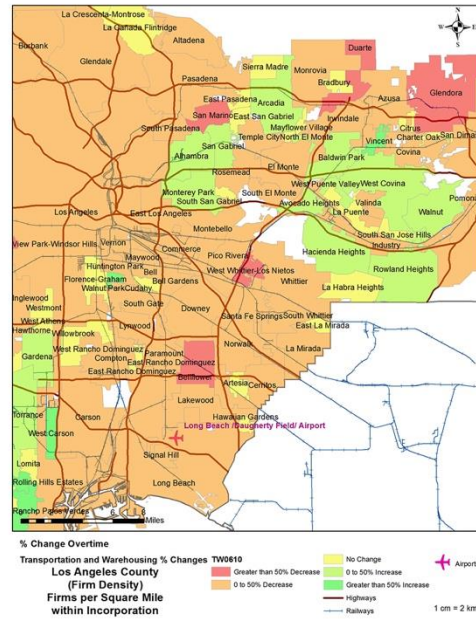 La Crescenta-Montrose
La Canada Flintridge
Burbank
Altadena
Duarte
Glendale
Sierra Madre
Monrovia
Bradbury
Glendora
Pasadena
Azusa
East Pasadena
Arcadia
San Marino
East San Gabriel
Mayflower Village
Irwindale
Citrus
Charter Oak
San Dimas
South Pasadena
Temple City
North El Monte
Vincent
Covina
San Gabriel
Baldwin Park
Alhambra
Rosemead
El Monte
West Puente Valley
West Covina
Pomona
Monterey Park
South El Monte
Avocado Heights
Valinda
Walnut
South San Gabriel
La Puente
Los Angeles
East Los Angeles
Montebello
South San Jose Hills
Industry
View Park-Windsor Hills
Vernon
Commerce
Hacienda Heights
Maywood
Pico Rivera
Rowland Heights
Huntington Park
Bell
West Whittier-Los Nietos
Whittier
Florence-Graham
Bell Gardens
La Habra Heights
Walnut Park
Cudahy
Inglewood
South Gate
Downey
Westmont
Santa Fe Springs
South Whittier
West Athens
Lynwood
East La Mirada
Hawthorne
Willowbrook
Norwalk
La Mirada
West Rancho Dominguez
Paramount
Gardena
Compton
East Rancho Dominguez
East Rancho Dominguez
Bellflower
Artesia
Cerritos
Lakewood
Carson
Torrance
Hawaiian Gardens
West Carson
Long Beach /Daugherty Field/ Airport
Lomita
Signal Hill
Rolling Hills Estates
Long Beach
Rancho Palos Verdes
Miles
% Change Overtime
Transportation and Warehousing % Changes TW0610
Los Angeles County
(Firm Density)
Firms per Square Mile
within Incorporation
Greater than 50% Decrease
0 to 50% Decrease
No Change
0 to 50% Increase
Greater than 50% Increase
Highways
Railways
Airport
1 cm = 2 km